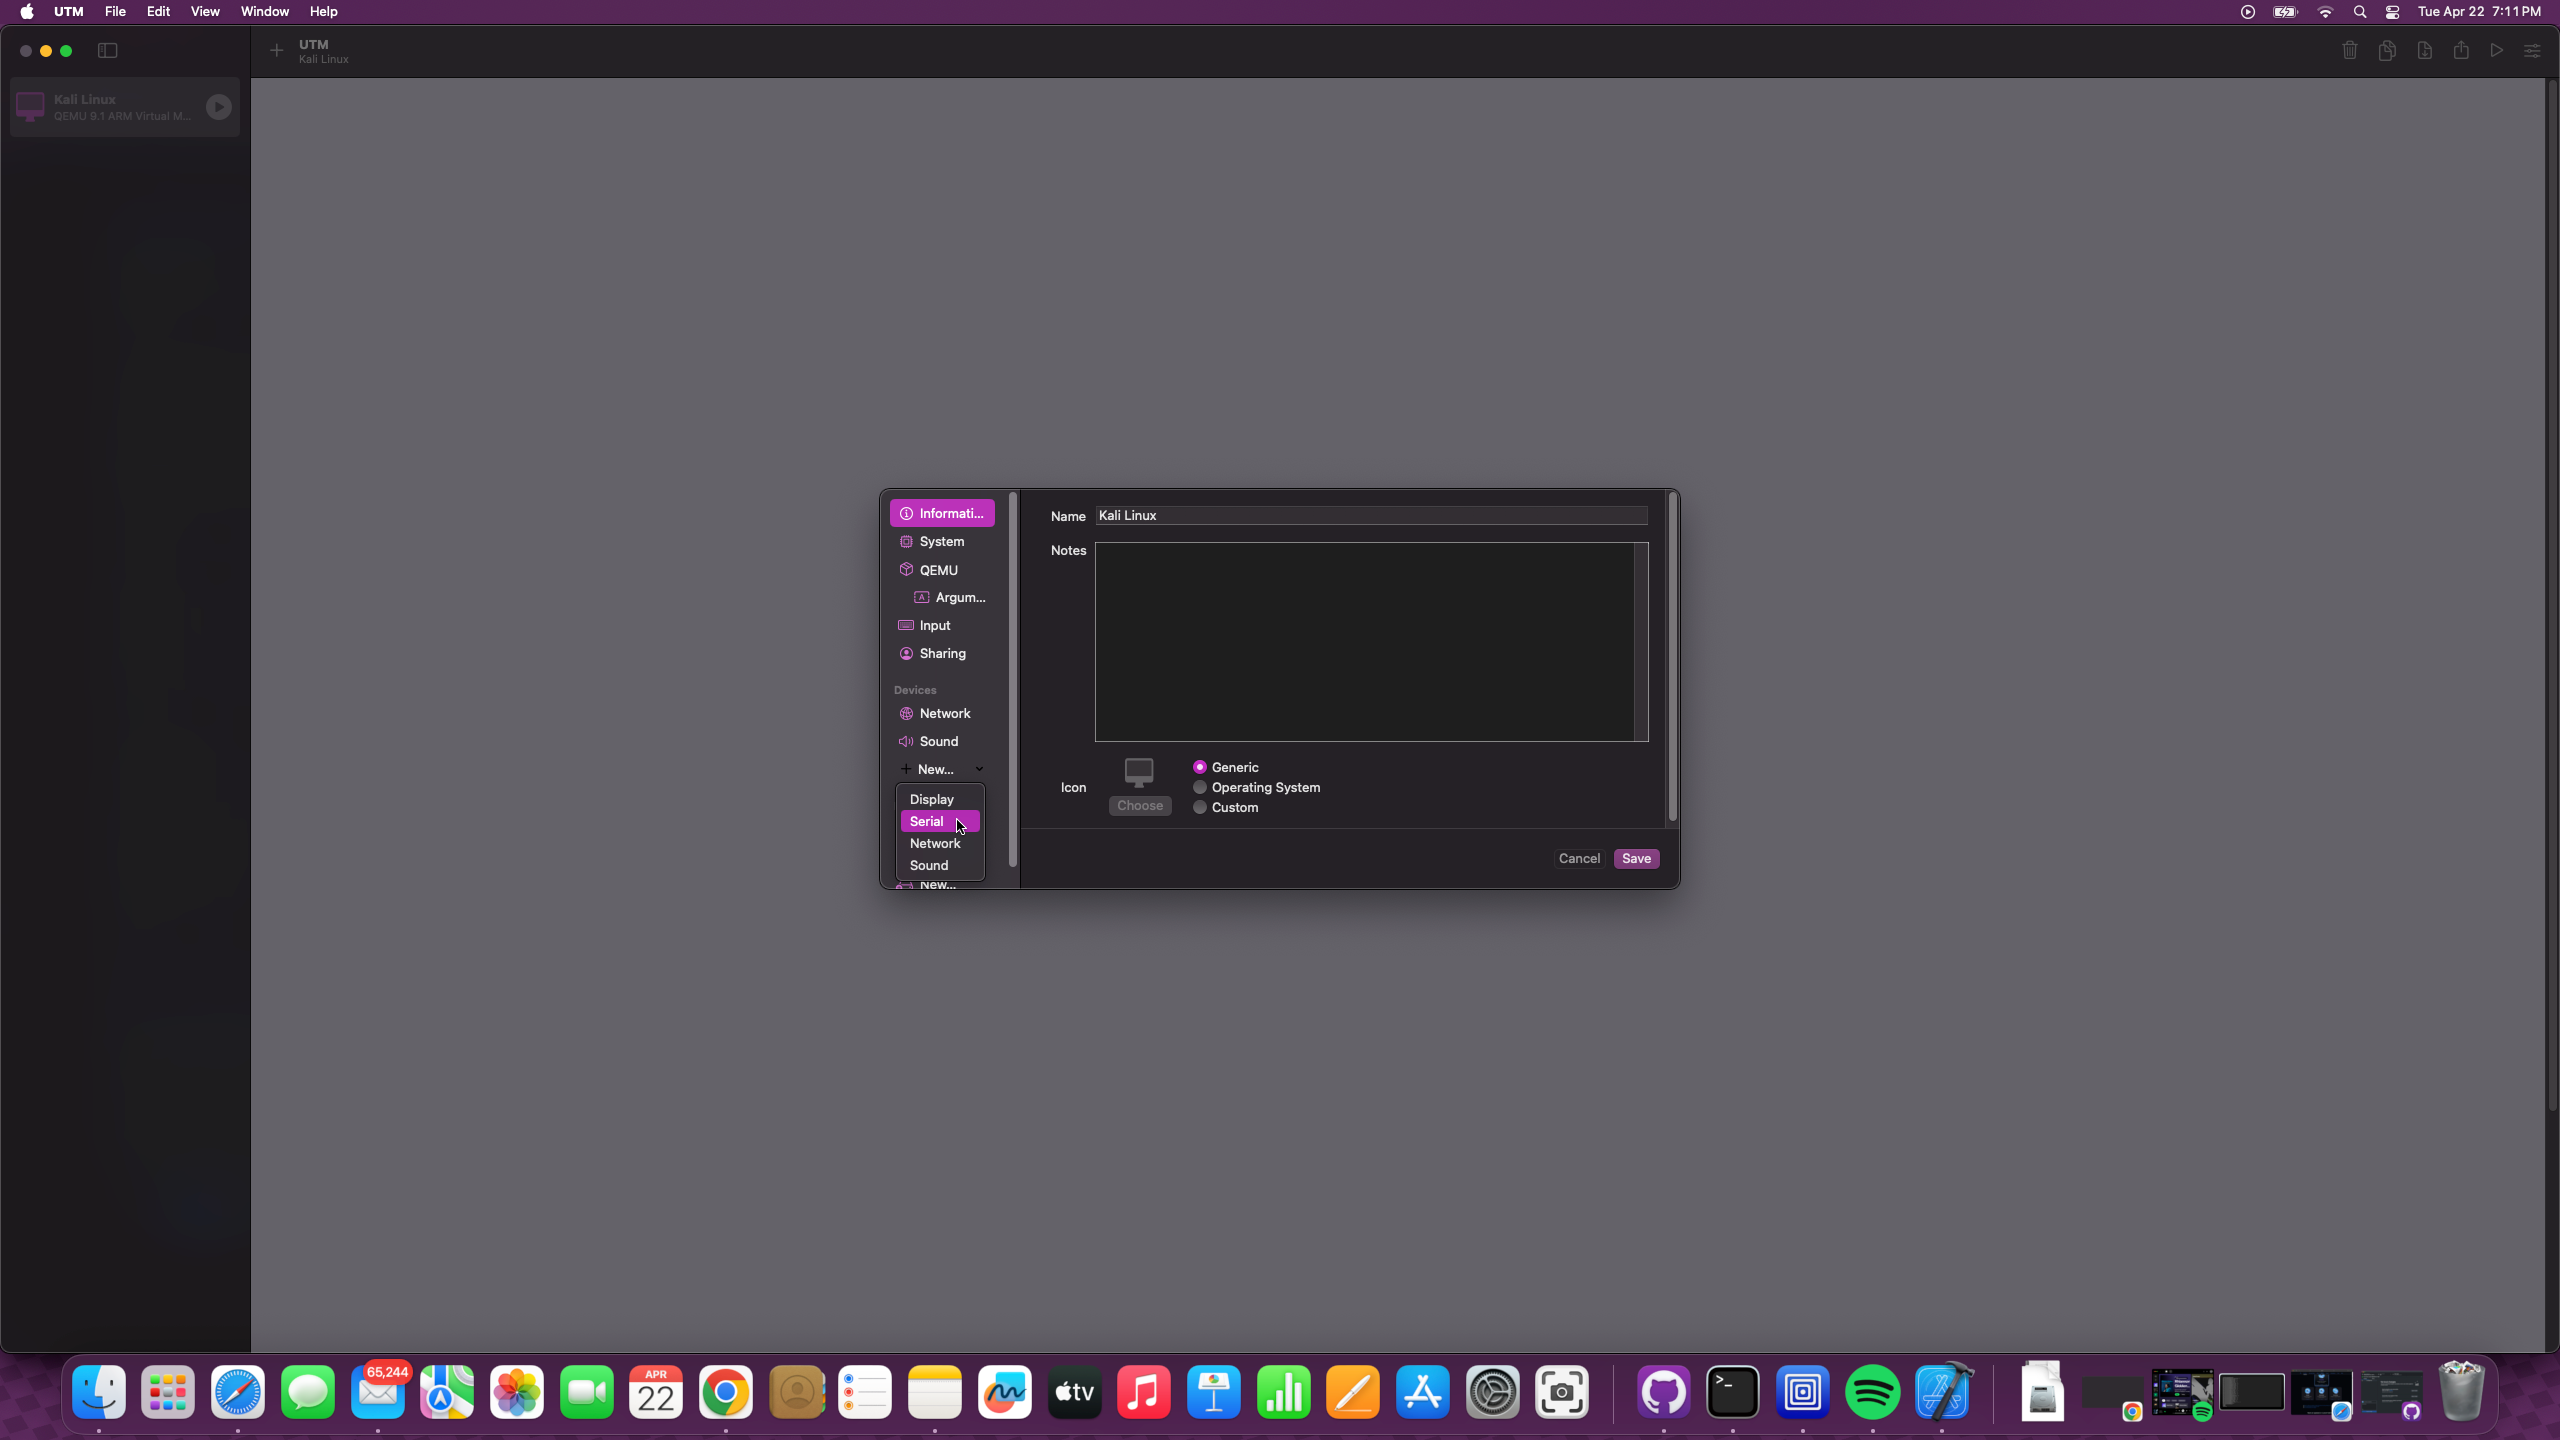 UTM File Edit View Window Help
Tue Apr 22 7:11 PM
UTM
Kali Linux
Kali Linux
QEMU 9.1 ARM Virtual M...
Informati...
System
QEMU
A Argum...
Input
Sharing
Devices
Network
Sound
New...
Display
Serial
Network
Sound
New...
Name Kali Linux
Notes
Icon
Choose
Generic
Operating System
Custom
Cancel Save
65,244
APR
22
tv
>_